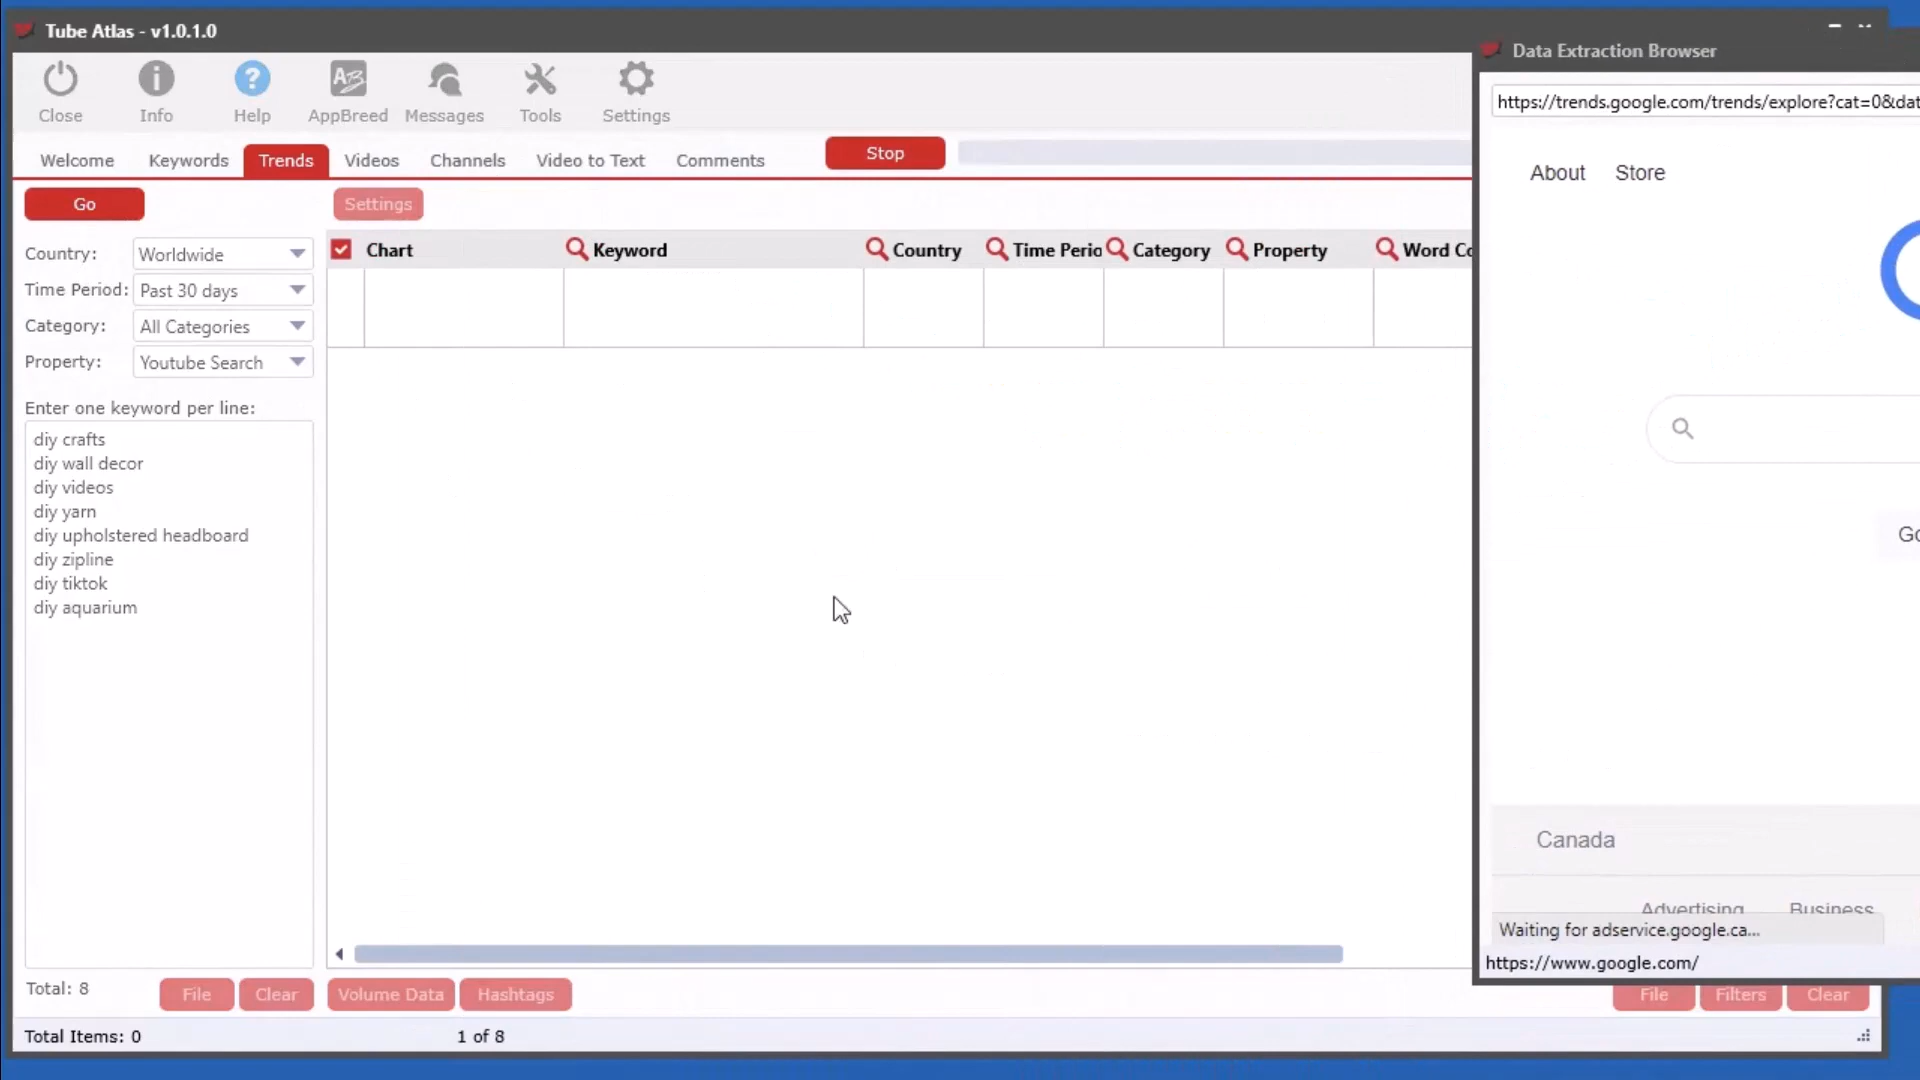 Tube Atlas - v1.0.1.0
Data Extraction Browser
Close Info Help AppBreed Messages Tools Settings
https://trends.google.com/trends/explore?cat=0&dat
Welcome Keywords Trends Videos Channels Video to Text Comments Stop
About Store
Go Settings
Country: Worldwide
Chart Keyword Country Time Perio Category Property Word Co
Time Period: Past 30 days
Category: All Categories
Property: Youtube Search
Enter one keyword per line:
diy crafts
diy wall decor
diy videos
diy yarn
diy upholstered headboard
diy zipline
diy tiktok
diy aquarium
Go
Canada
Advertising Business
Waiting for adservice.google.ca...
https://www.google.com/
Total: 8 File Clear Volume Data Hashtags File Filters Clear
Total Items: 0 1 of 8